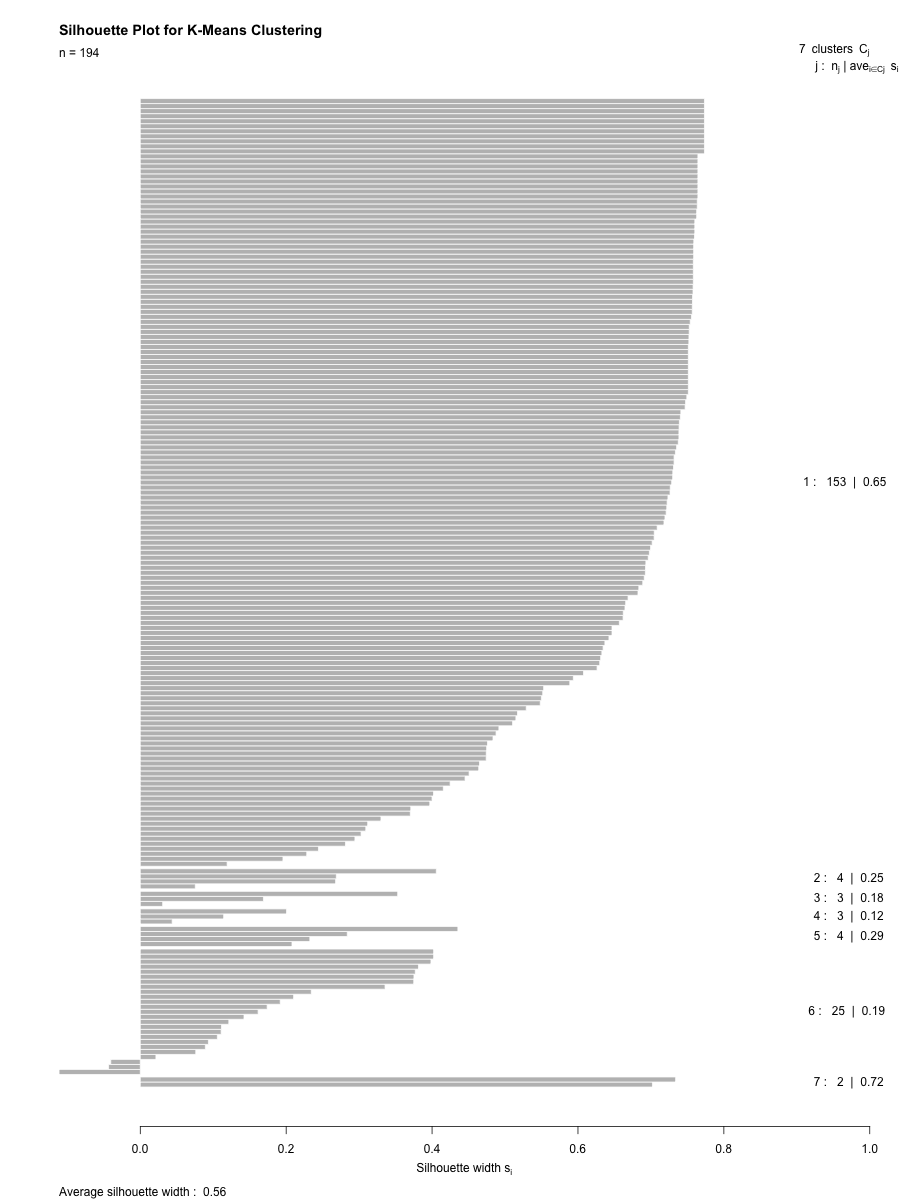 Silhouette Plot for K-Means Clustering
n = 194
7 clusters Cj
j : nj | avei∈Cj si
1 : 153 | 0.65
2 : 4 | 0.25
3 : 3 | 0.18
4 : 3 | 0.12
5 : 4 | 0.29
6 : 25 | 0.19
7 : 2 | 0.72
0.0 0.2 0.4 0.6 0.8 1.0
Silhouette width si
Average silhouette width : 0.56